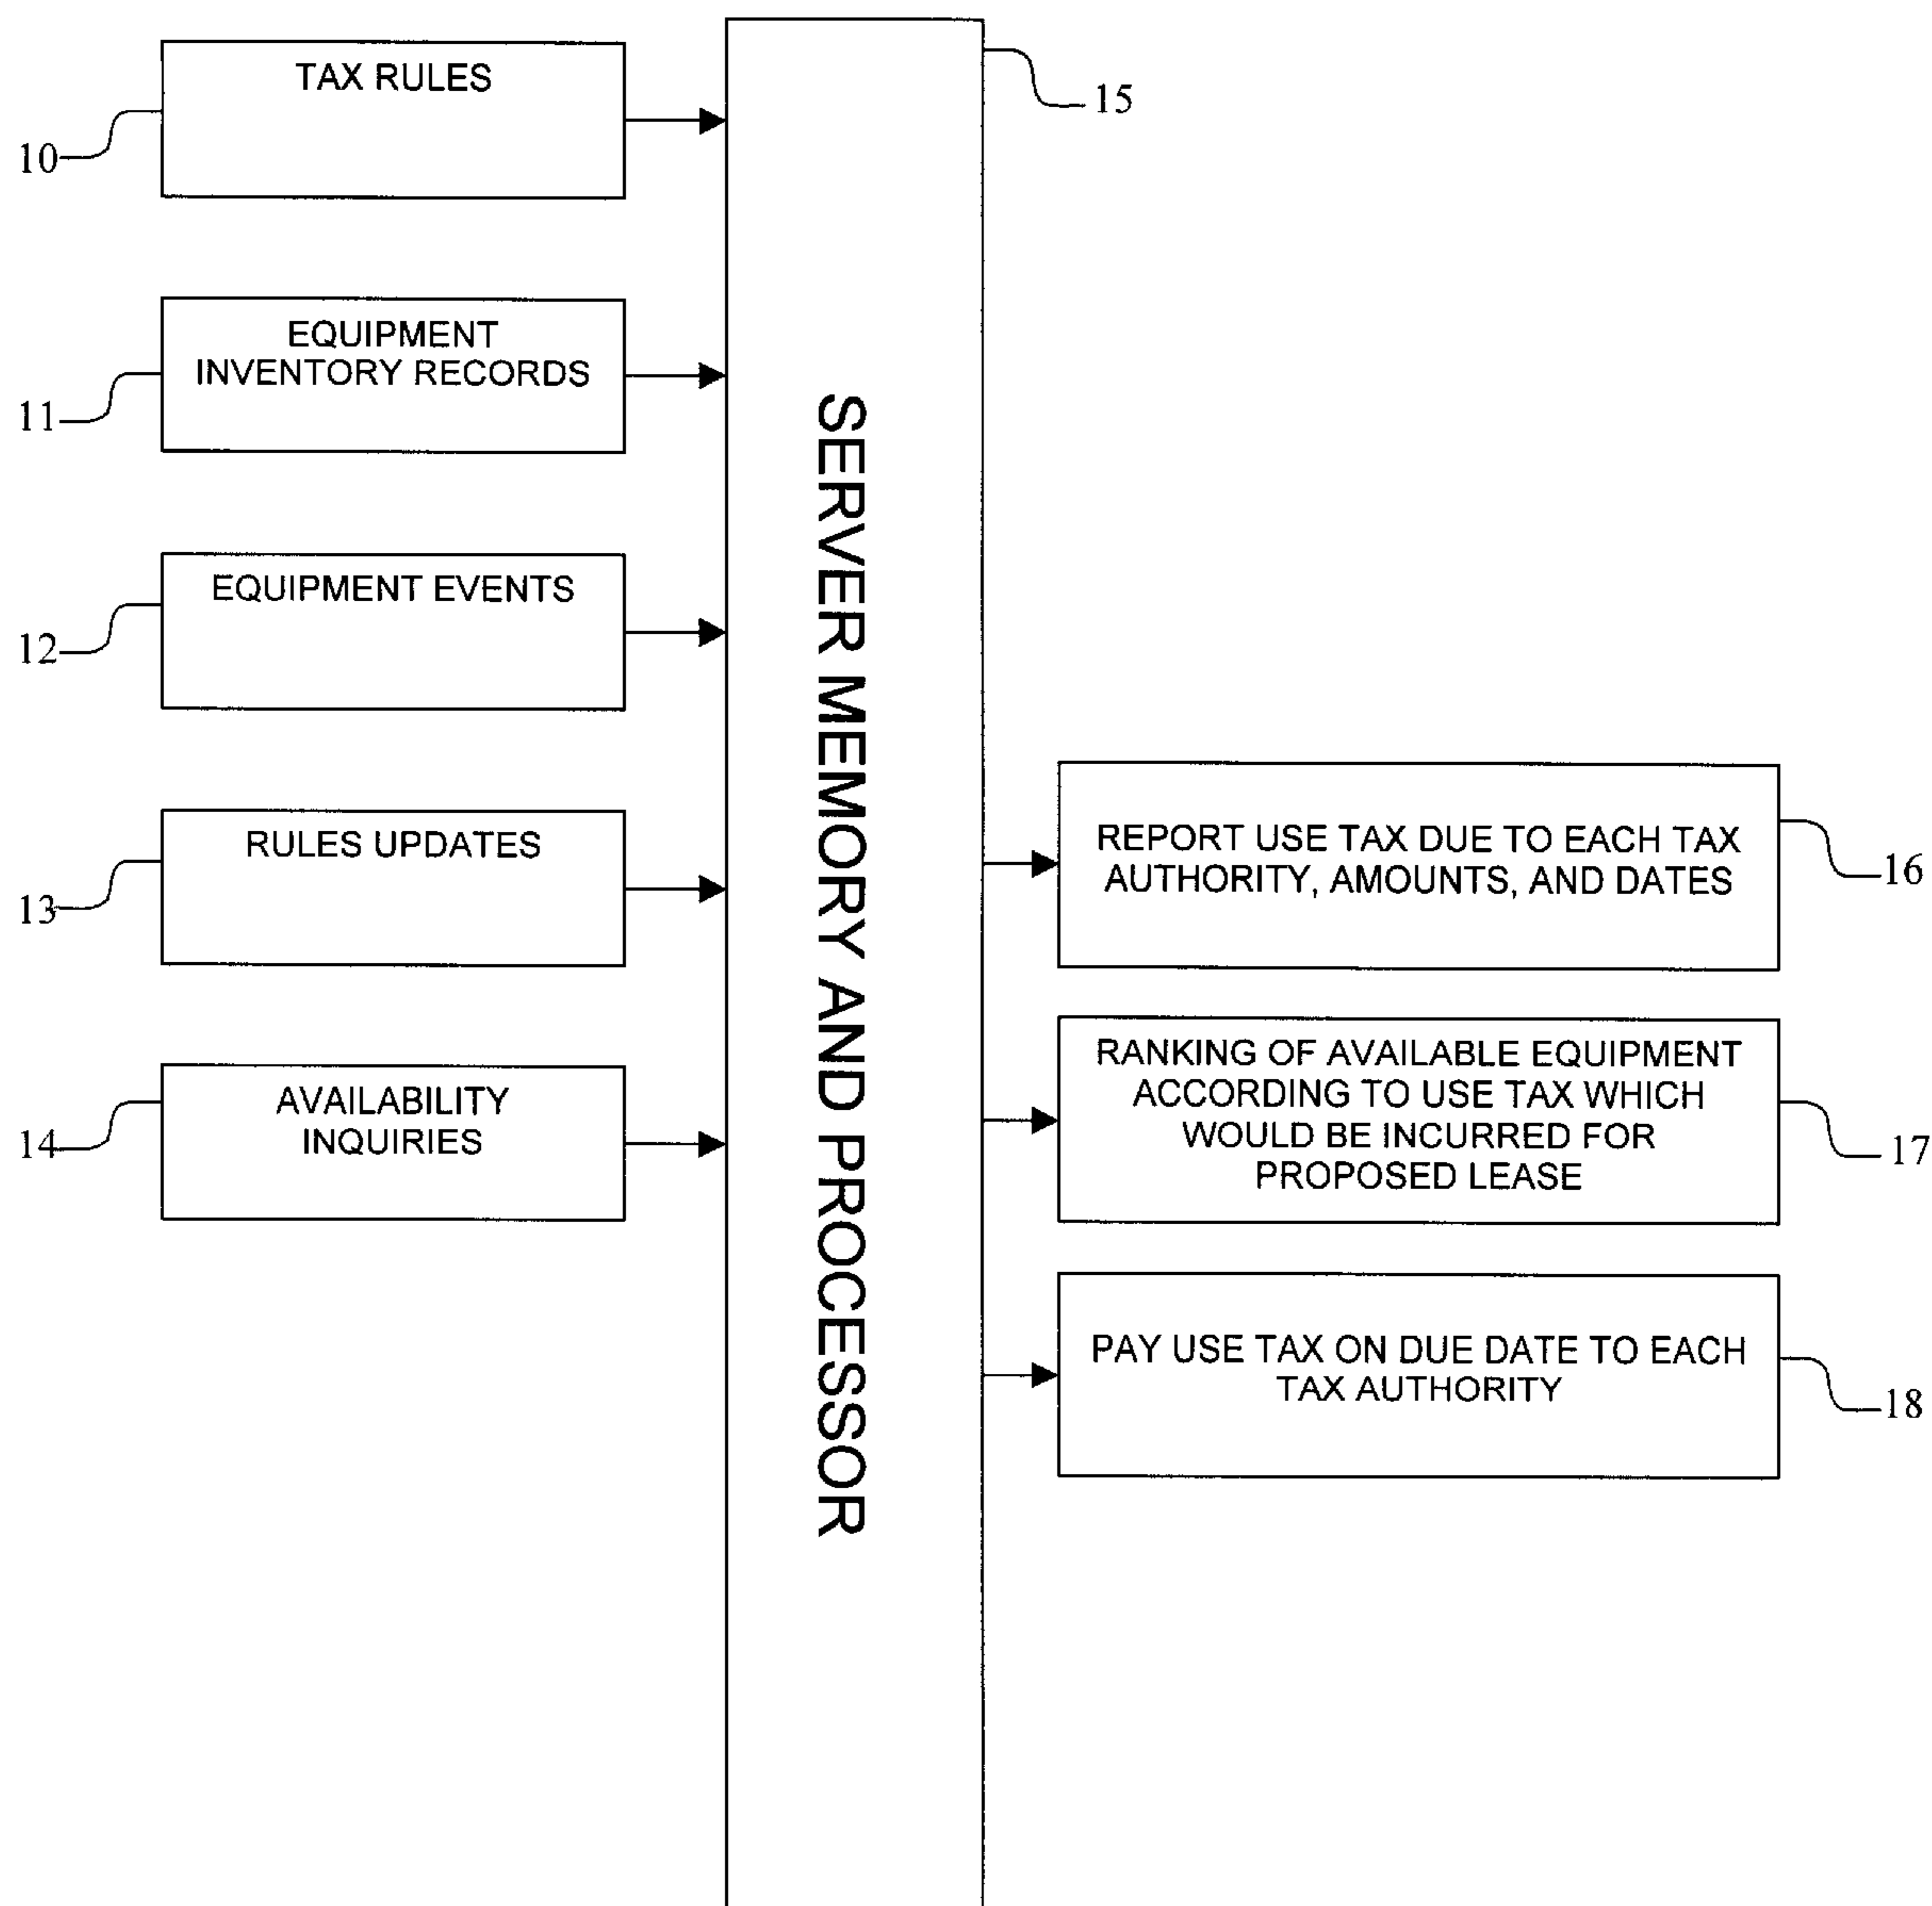 TAX RULES
10
EQUIPMENT
INVENTORY RECORDS
11
EQUIPMENT EVENTS
12
RULES UPDATES
13
AVAILABILITY
INQUIRIES
14
SERVER MEMORY AND PROCESSOR
15
REPORT USE TAX DUE TO EACH TAX
AUTHORITY, AMOUNTS, AND DATES
16
RANKING OF AVAILABLE EQUIPMENT
ACCORDING TO USE TAX WHICH
WOULD BE INCURRED FOR
PROPOSED LEASE
17
PAY USE TAX ON DUE DATE TO EACH
TAX AUTHORITY
18